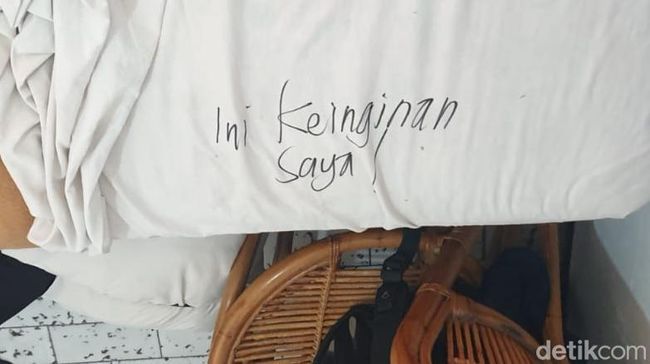 Ini Keinginan
saya!
detikcom